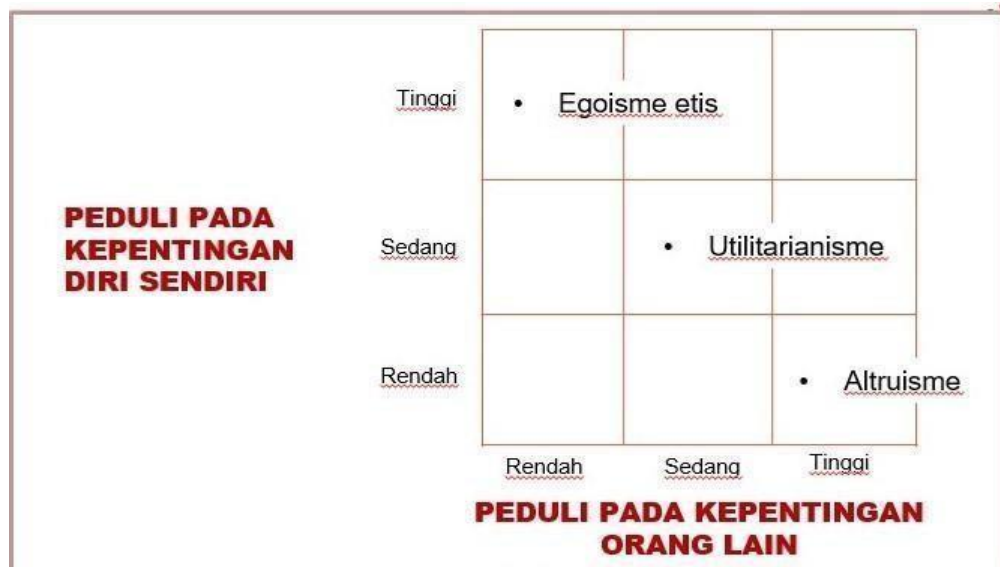 Tinggi
• Egoisme etis
PEDULI PADA
KEPENTINGAN
DIRI SENDIRI
Sedang
• Utilitarianisme
Rendah
• Altruisme
Rendah
Sedang
Tinggi
PEDULI PADA KEPENTINGAN
ORANG LAIN